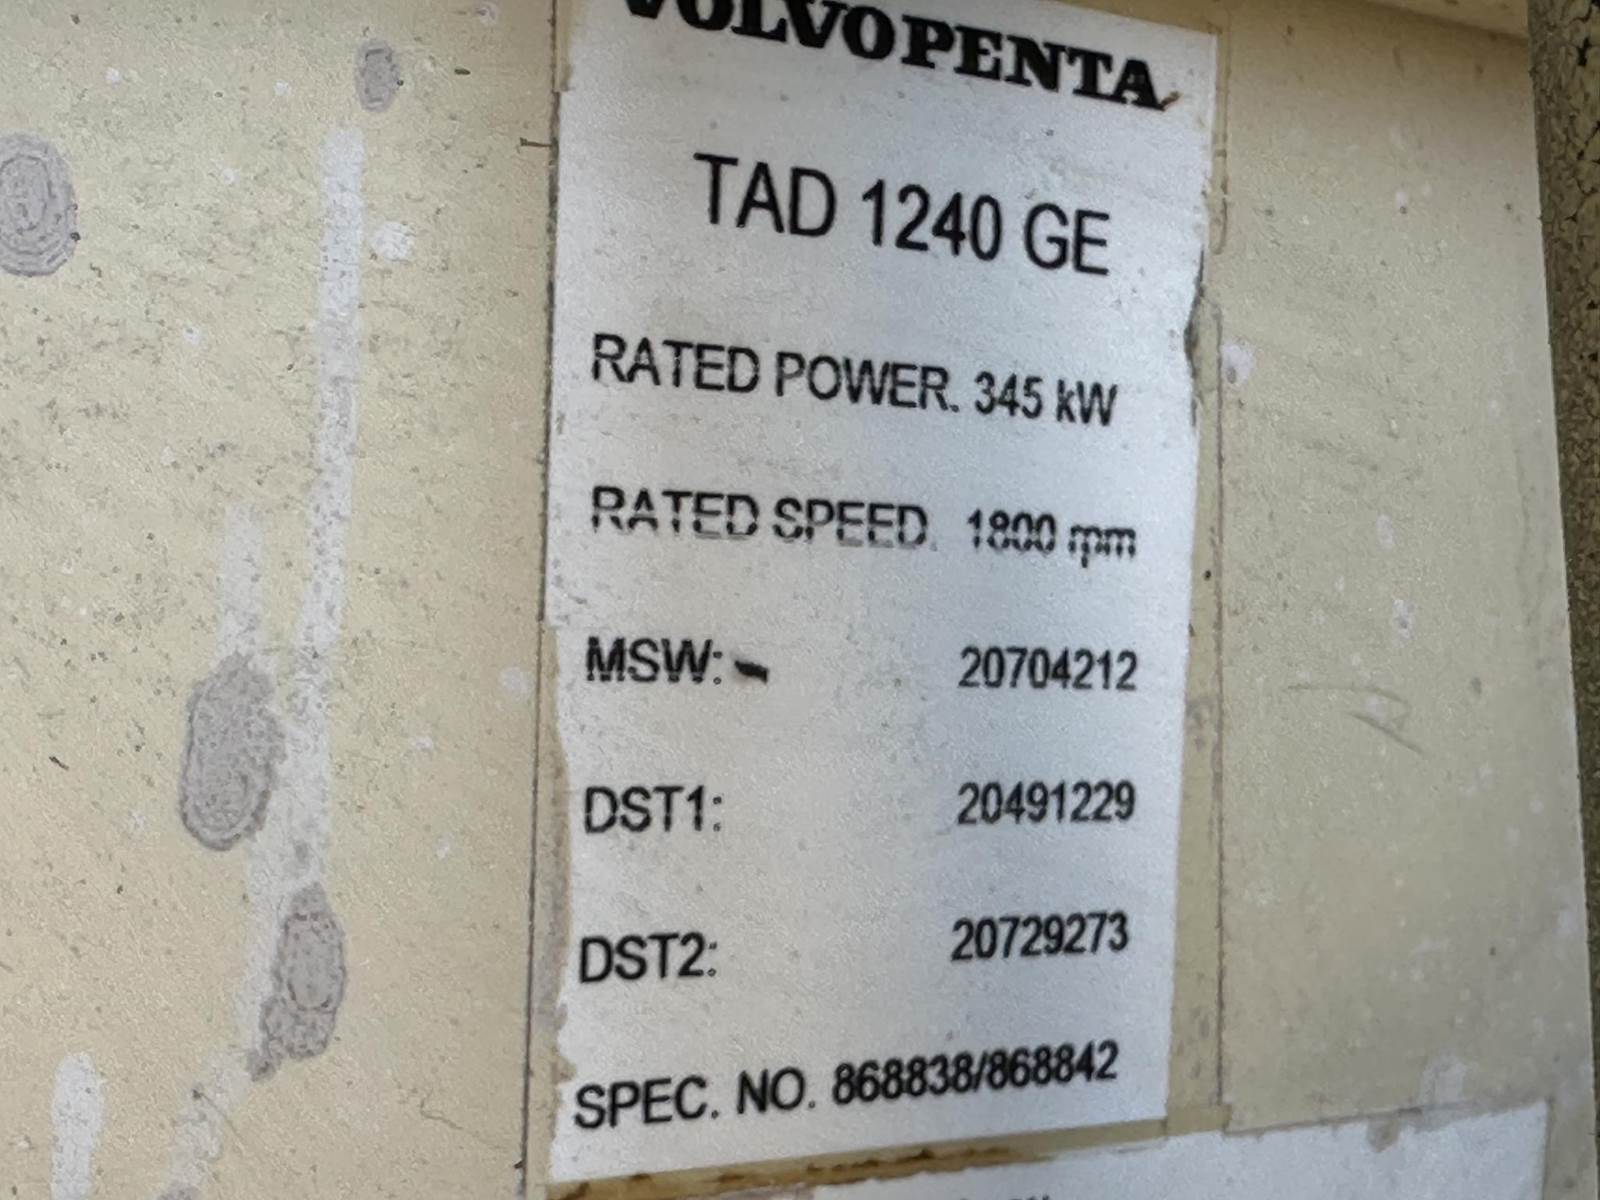 VOLVO PENTA
TAD 1240 GE
RATED POWER. 345 kW
RATED SPEED. 1800 rpm
MSW:- 20704212
DST1: 20491229
DST2: 20729273
SPEC. NO. 868838/868842